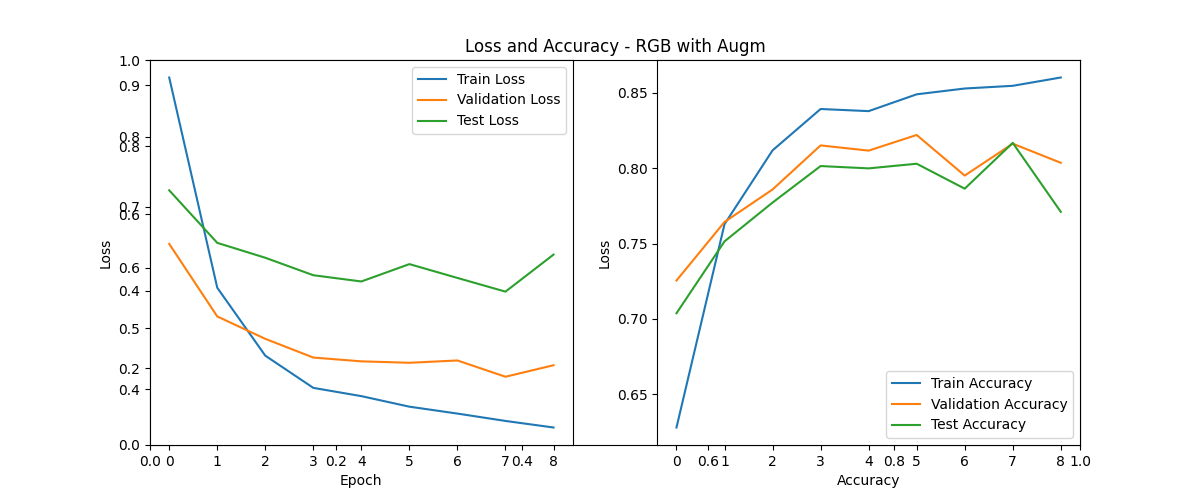 Loss and Accuracy - RGB with Augm
1.0
0.9
0.8
0.8
0.7
0.6
0.6
0.4
0.5
0.2
0.4
0.0
Loss
Train Loss
Validation Loss
Test Loss
0.0 0 1 2 3 0.2 4 5 6 7 0.4 8
Epoch
0.85
0.80
0.75
0.70
0.65
Loss
Train Accuracy
Validation Accuracy
Test Accuracy
0 0.6 1 2 3 4 0.8 5 6 7 8 1.0
Accuracy